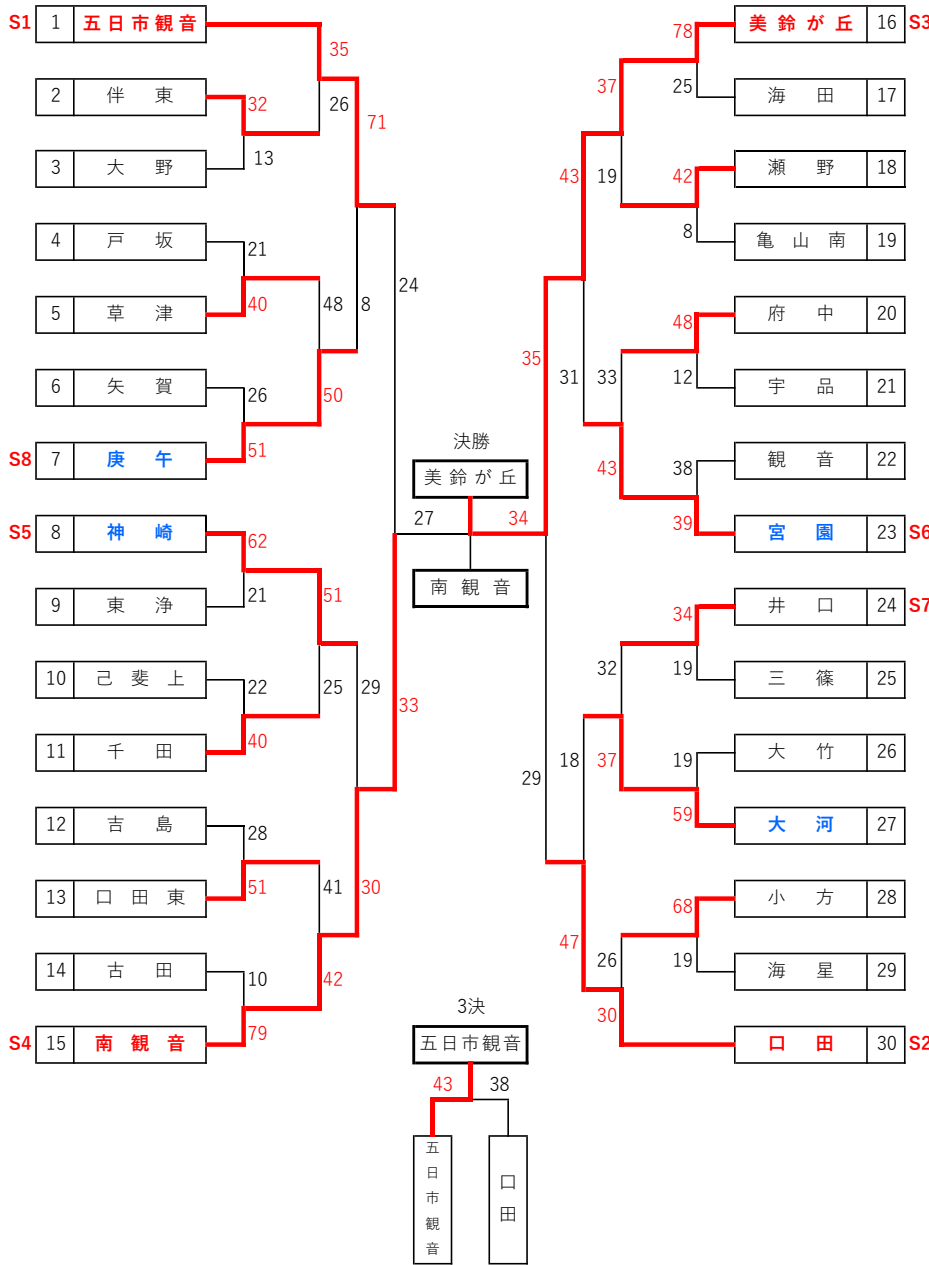 S1 1 五日市観音
35
2 伴東
32
26
71
13
3 大野
4 戸坂
21
24
5 草津
40
48
8
6 矢賀
26
50
S8 7 庚午
51
S5 8 神崎
62
9 東浄
21
51
10 己斐上
22
25
29
33
11 千田
40
12 吉島
28
13 口田東
51
41
30
14 古田
10
42
S4 15 南観音
79
決勝
美鈴が丘
27
34
南観音
78
美鈴が丘 16 S3
37
25
海田 17
43
19
42
瀬野 18
8
亀山南 19
35
48
府中 20
31
33
12
宇品 21
43
38
観音 22
39
宮園 23 S6
34
井口 24 S7
32
19
三篠 25
29
18
37
19
大竹 26
59
大河 27
68
小方 28
47
26
19
海星 29
30
口田 30 S2
3決
五日市観音
43
38
五日市観音
口田